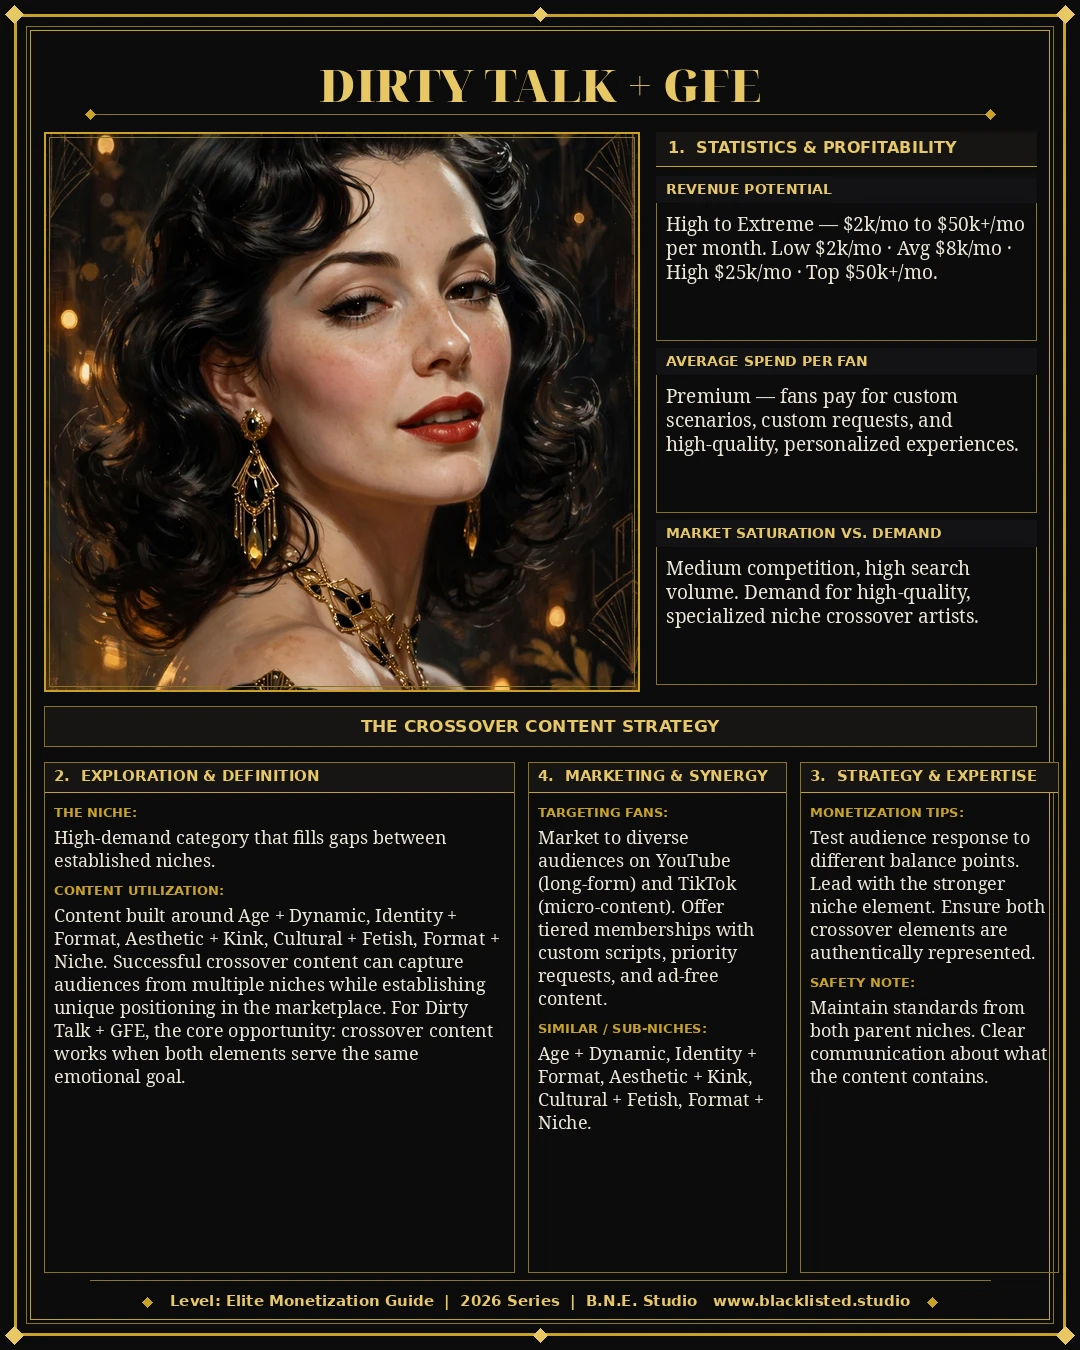 DIRTY TALK + GFE
1. STATISTICS & PROFITABILITY
REVENUE POTENTIAL
High to Extreme — $2k/mo to $50k+/mo
per month. Low $2k/mo · Avg $8k/mo ·
High $25k/mo · Top $50k+/mo.
AVERAGE SPEND PER FAN
Premium — fans pay for custom
scenarios, custom requests, and
high-quality, personalized experiences.
MARKET SATURATION VS. DEMAND
Medium competition, high search
volume. Demand for high-quality,
specialized niche crossover artists.
THE CROSSOVER CONTENT STRATEGY
2. EXPLORATION & DEFINITION
THE NICHE:
High-demand category that fills gaps between
established niches.
CONTENT UTILIZATION:
Content built around Age + Dynamic, Identity +
Format, Aesthetic + Kink, Cultural + Fetish, Format +
Niche. Successful crossover content can capture
audiences from multiple niches while establishing
unique positioning in the marketplace. For Dirty
Talk + GFE, the core opportunity: crossover content
works when both elements serve the same
emotional goal.
4. MARKETING & SYNERGY
TARGETING FANS:
Market to diverse
audiences on YouTube
(long-form) and TikTok
(micro-content). Offer
tiered memberships with
custom scripts, priority
requests, and ad-free
content.
SIMILAR / SUB-NICHES:
Age + Dynamic, Identity +
Format, Aesthetic + Kink,
Cultural + Fetish, Format +
Niche.
3. STRATEGY & EXPERTISE
MONETIZATION TIPS:
Test audience response to
different balance points.
Lead with the stronger
niche element. Ensure both
crossover elements are
authentically represented.
SAFETY NOTE:
Maintain standards from
both parent niches. Clear
communication about what
the content contains.
Level: Elite Monetization Guide | 2026 Series | B.N.E. Studio www.blacklisted.studio